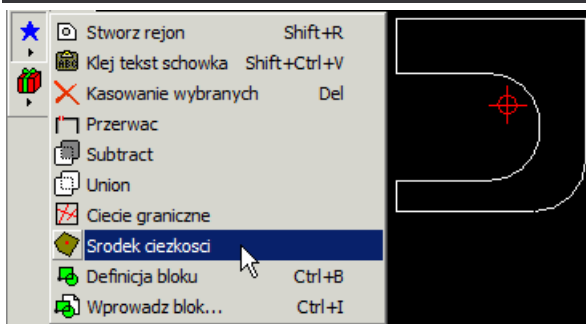 Stworz rejon Shift+R
Klej tekst schowka Shift+Ctrl+V
Kasowanie wybranych Del
Przerwac
Subtract
Union
Ciecie graniczne
Srodek ciezkosci
Definicja bloku Ctrl+B
Wprowadz blok... Ctrl+I